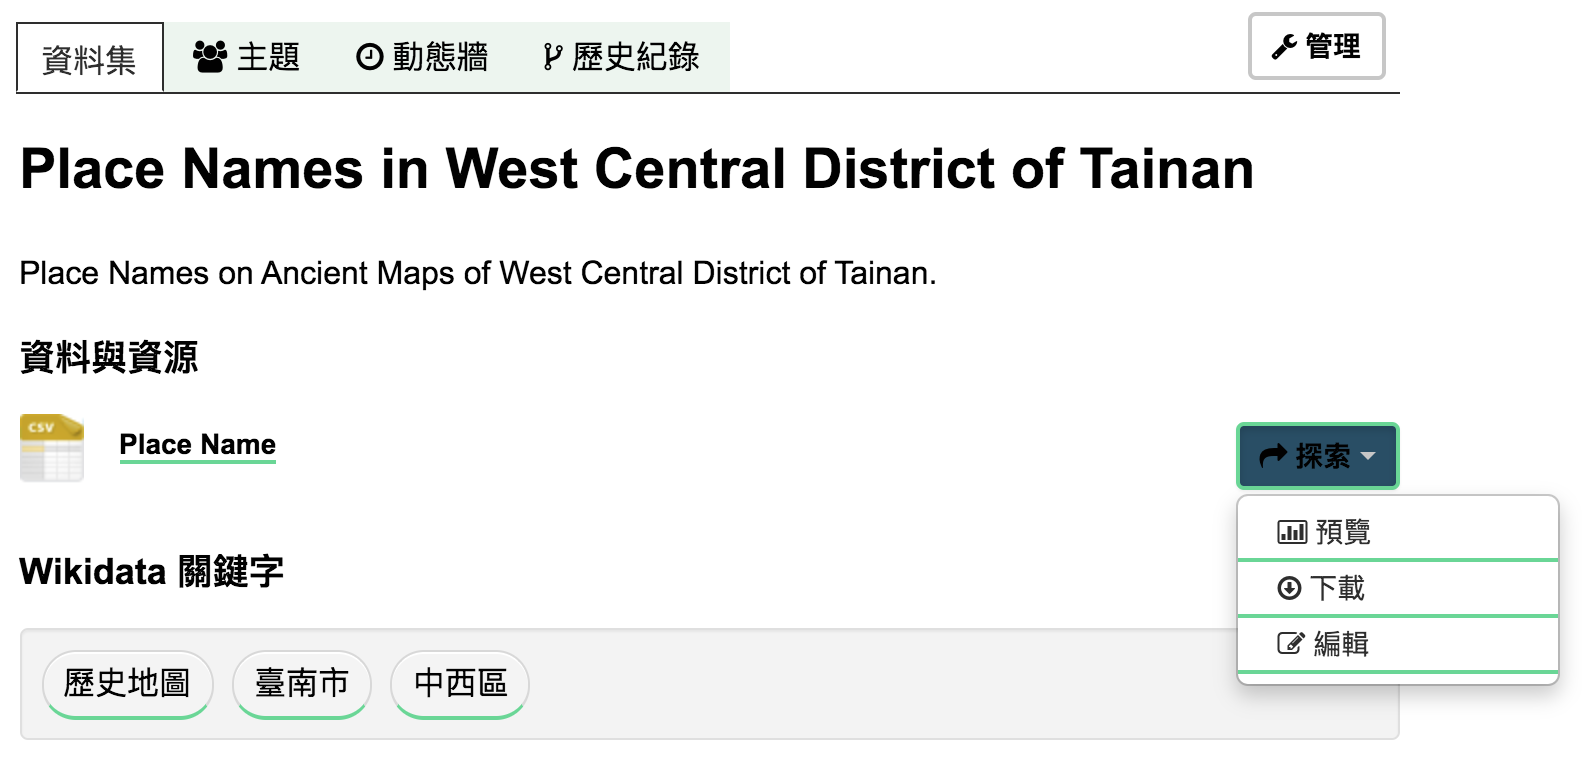 資料集 主題 動態牆 歷史紀錄 管理
Place Names in West Central District of Tainan
Place Names on Ancient Maps of West Central District of Tainan.
資料與資源
CSV Place Name 探索
預覽
下載
編輯
Wikidata 關鍵字
歷史地圖 臺南市 中西區